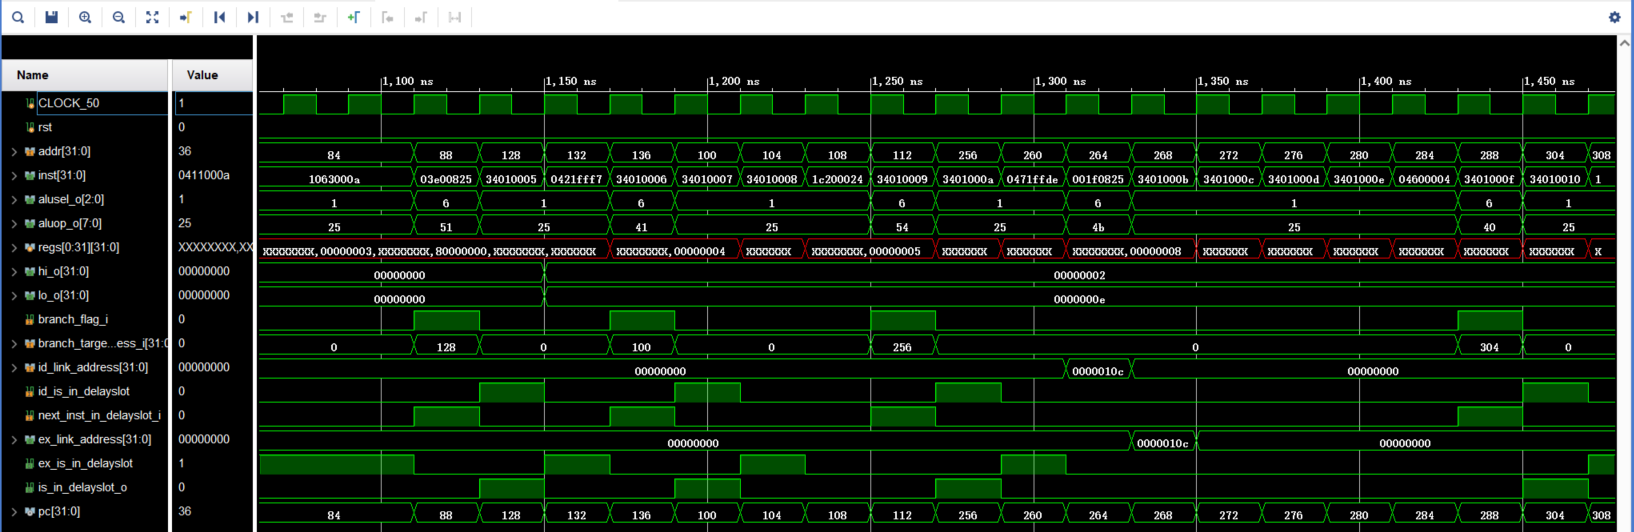 1,100 ns 1,150 ns 1,200 ns 1,250 ns 1,300 ns 1,350 ns 1,400 ns 1,450 ns
Name Value
CLOCK_50 1
rst 0
addr[31:0] 36 84 88 128 132 136 100 104 108 112 256 260 264 268 272 276 280 284 288 304 308
inst[31:0] 0411000a 1063000a 03e00825 34010005 0421fff7 34010006 34010007 34010008 1c200024 34010009 3401000a 0471ffde 001f0825 3401000b 3401000c 3401000d 3401000e 04600004 3401000f 34010010 1
alusel_o[2:0] 1 1 6 1 6 1 6 1 6 1 6 1
aluop_o[7:0] 25 25 51 25 41 25 54 25 4b 25 40 25
regs[0:31][31:0] XXXXXXXX,XX XXXXXXX,00000003,XXXXXXX,80000000,XXXXXXX,XXXXXXX XXXXXXX,00000004 XXXXXXX XXXXXXX,00000005 XXXXXXX XXXXXXX XXXXXXX,00000008 XXXXXXX XXXXXXX XXXXXXX XXXXXXX XXXXXXX XXXXXXX X
hi_o[31:0] 00000000 00000000 00000002
lo_o[31:0] 00000000 00000000 0000000e
branch_flag_i 0
branch_targe...ess_i[31:0 0 0 128 0 100 0 256 0 304 0
id_link_address[31:0] 00000000 00000000 0000010c 00000000
id_is_in_delayslot 0
next_inst_in_delayslot_i 0
ex_link_address[31:0] 00000000 00000000 0000010c 00000000
ex_is_in_delayslot 1
is_in_delayslot_o 0
pc[31:0] 36 84 88 128 132 136 100 104 108 112 256 260 264 268 272 276 280 284 288 304 308